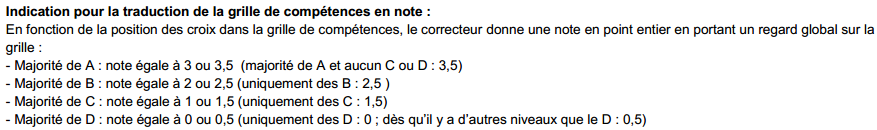 Indication pour la traduction de la grille de compétences en note :
En fonction de la position des croix dans la grille de compétences, le correcteur donne une note en point entier en portant un regard global sur la
grille :
- Majorité de A : note égale à 3 ou 3,5  (majorité de A et aucun C ou D : 3,5)
- Majorité de B : note égale à 2 ou 2,5 (uniquement des B : 2,5 )
- Majorité de C : note égale à 1 ou 1,5 (uniquement des C : 1,5)
- Majorité de D : note égale à 0 ou 0,5 (uniquement des D : 0 ; dès qu'il y a d'autres niveaux que le D : 0,5)